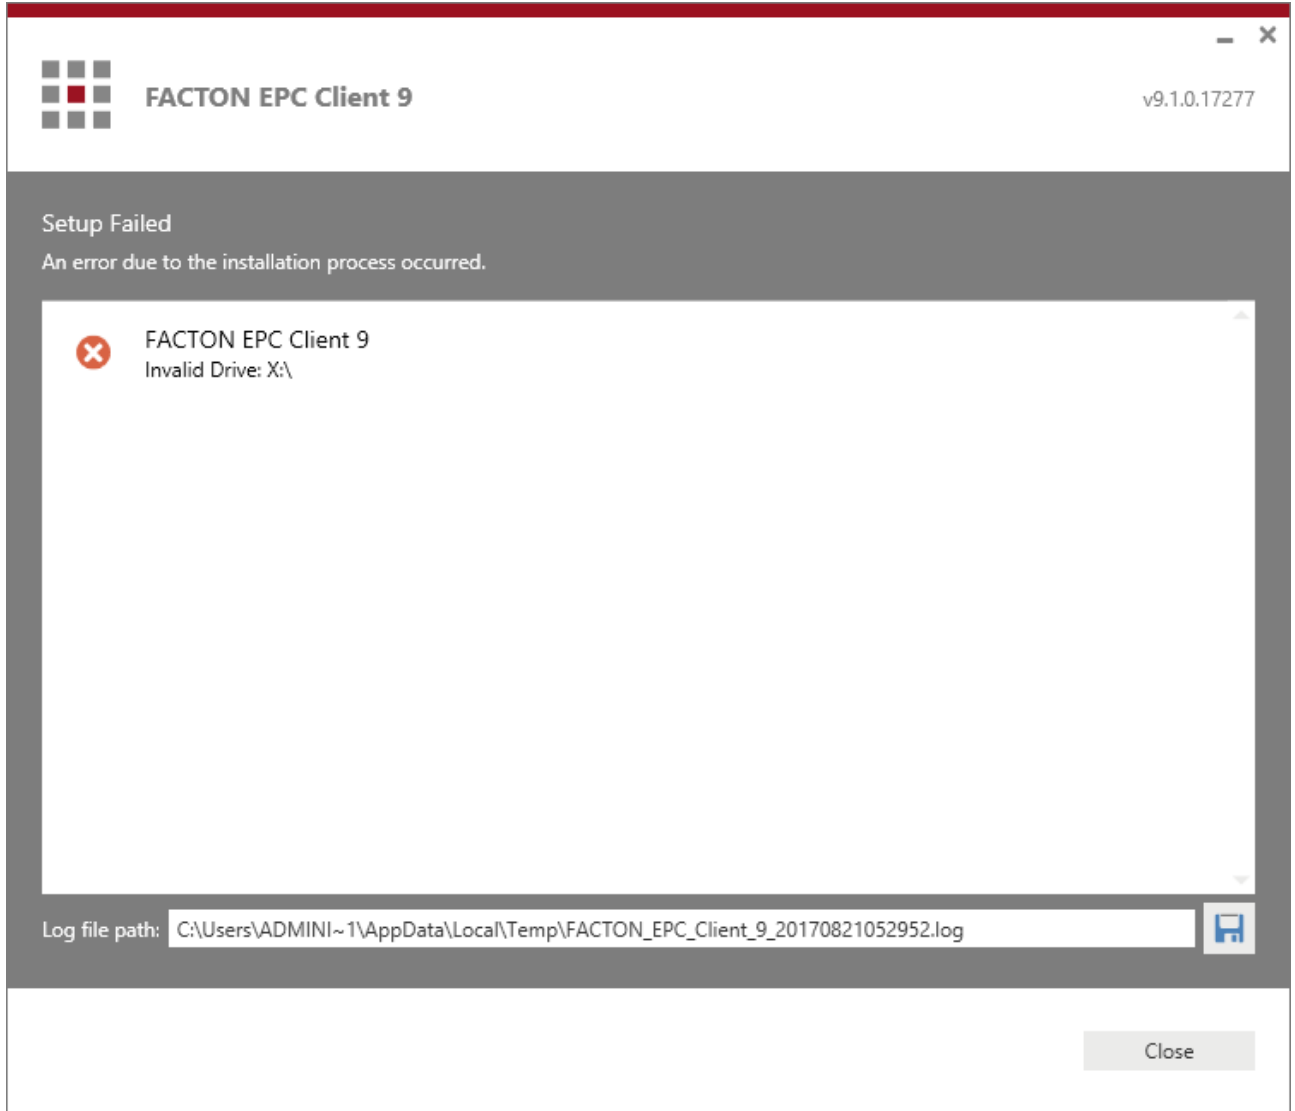 FACTON EPC Client 9
v9.1.0.17277
Setup Failed
An error due to the installation process occurred.
FACTON EPC Client 9
Invalid Drive: X:\
Log file path: C:\Users\ADMINI~1\AppData\Local\Temp\FACTON_EPC_Client_9_20170821052952.log
Close